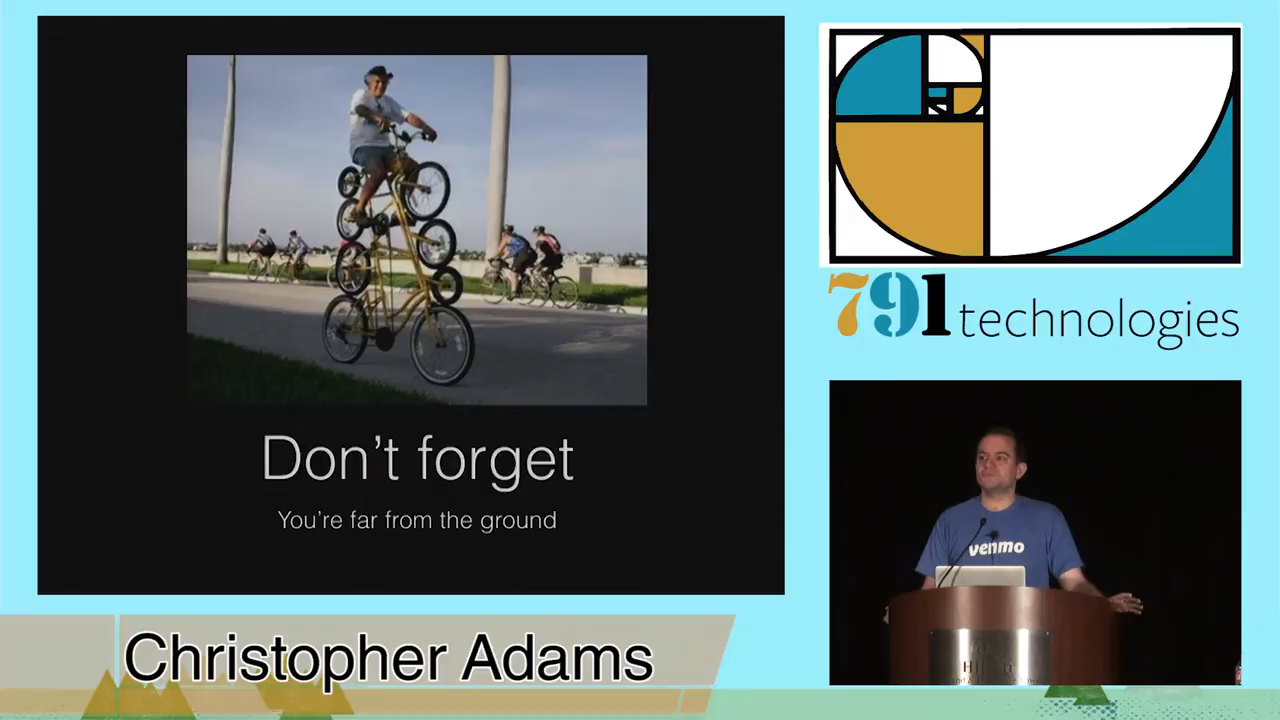 Don't forget
You're far from the ground
791 technologies
venmo
Christopher Adams